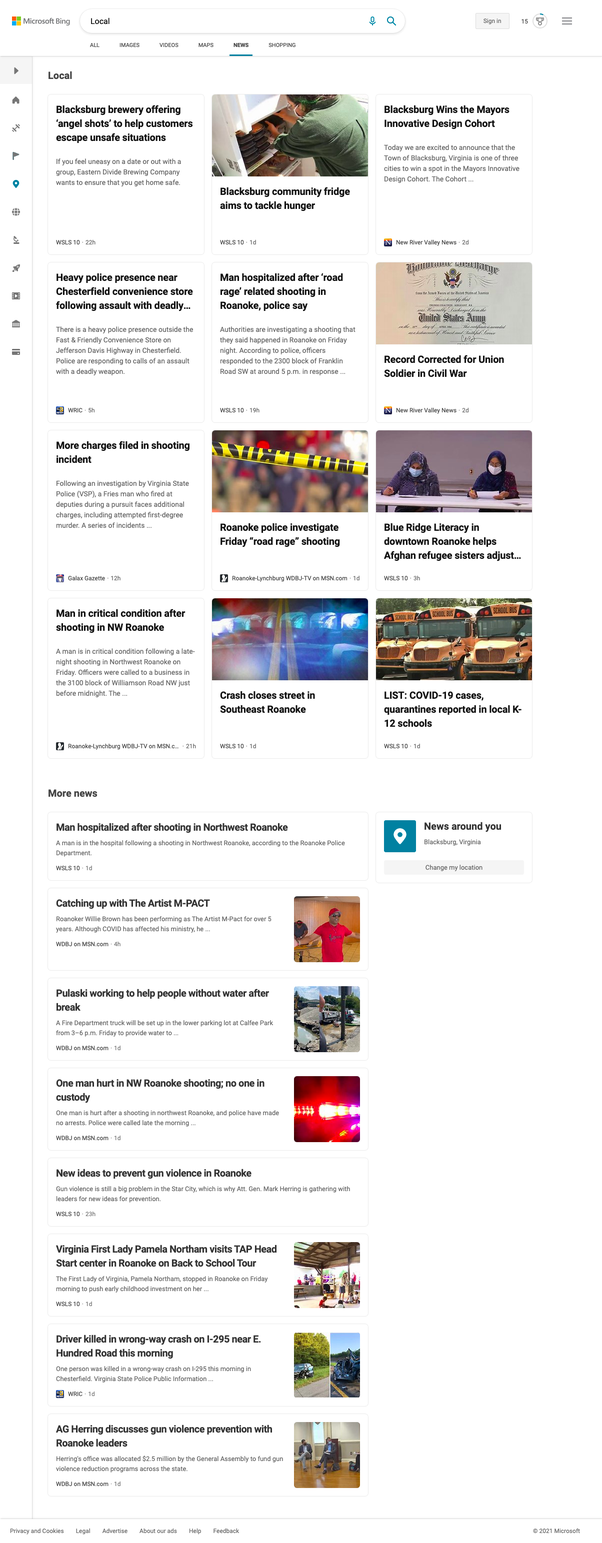 Microsoft Bing
Local
Sign in
15
ALL
IMAGES
VIDEOS
MAPS
NEWS
SHOPPING
Local
Blacksburg brewery offering
‘angel shots’ to help customers
escape unsafe situations
If you feel uneasy on a date or out with a
group, Eastern Divide Brewing Company
wants to ensure that you get home safe.
WSLS 10 · 22h
Blacksburg community fridge
aims to tackle hunger
WSLS 10 · 1d
Blacksburg Wins the Mayors
Innovative Design Cohort
Today we are excited to announce that the
Town of Blacksburg, Virginia is one of three
cities to win a spot in the Mayors Innovative
Design Cohort. The Cohort ...
New River Valley News · 2d
Heavy police presence near
Chesterfield convenience store
following assault with deadly...
There is a heavy police presence outside the
Fast & Friendly Convenience Store on
Jefferson Davis Highway in Chesterfield.
Police are responding to calls of an assault
with a deadly weapon.
WRIC · 5h
Man hospitalized after ‘road
rage’ related shooting in
Roanoke, police say
Authorities are investigating a shooting that
they said happened in Roanoke on Friday
night. According to police, officers
responded to the 2300 block of Franklin
Road SW at around 5 p.m. in response ...
WSLS 10 · 19h
Honorable Discharge
United States Army
Record Corrected for Union
Soldier in Civil War
New River Valley News · 2d
More charges filed in shooting
incident
Following an investigation by Virginia State
Police (VSP), a Fries man who fired at
deputies during a pursuit faces additional
charges, including attempted first-degree
murder. A series of incidents ...
Galax Gazette · 12h
Roanoke police investigate
Friday “road rage” shooting
Roanoke-Lynchburg WDBJ-TV on MSN.com · 1d
Blue Ridge Literacy in
downtown Roanoke helps
Afghan refugee sisters adjust...
WSLS 10 · 3h
Man in critical condition after
shooting in NW Roanoke
A man is in critical condition following a late-
night shooting in Northwest Roanoke on
Friday. Officers were called to a business in
the 3100 block of Williamson Road NW just
before midnight. The ...
Roanoke-Lynchburg WDBJ-TV on MSN.c... · 21h
Crash closes street in
Southeast Roanoke
WSLS 10 · 1d
SCHOOL BUS
SCHOOL BUS
LIST: COVID-19 cases,
quarantines reported in local K-
12 schools
WSLS 10 · 1d
More news
Man hospitalized after shooting in Northwest Roanoke
A man is in the hospital following a shooting in Northwest Roanoke, according to the Roanoke Police
Department.
WSLS 10 · 1d
News around you
Blacksburg, Virginia
Change my location
Catching up with The Artist M-PACT
Roanoker Willie Brown has been performing as The Artist M-Pact for over 5
years. Although COVID has affected his ministry, he ...
WDBJ on MSN.com · 4h
Pulaski working to help people without water after
break
A Fire Department truck will be set up in the lower parking lot at Calfee Park
from 3–6 p.m. Friday to provide water to ...
WDBJ on MSN.com · 1d
One man hurt in NW Roanoke shooting; no one in
custody
One man is hurt after a shooting in northwest Roanoke, and police have made
no arrests. Police were called late the morning ...
WDBJ on MSN.com · 1d
New ideas to prevent gun violence in Roanoke
Gun violence is still a big problem in the Star City, which is why Att. Gen. Mark Herring is gathering with
leaders for new ideas for prevention.
WSLS 10 · 23h
Virginia First Lady Pamela Northam visits TAP Head
Start center in Roanoke on Back to School Tour
The First Lady of Virginia, Pamela Northam, stopped in Roanoke on Friday
morning to push early childhood investment on her ...
WSLS 10 · 1d
Driver killed in wrong-way crash on I-295 near E.
Hundred Road this morning
One person was killed in a wrong-way crash on I-295 this morning in
Chesterfield. Virginia State Police Public Information ...
WRIC · 1d
AG Herring discusses gun violence prevention with
Roanoke leaders
Herring's office was allocated $2.5 million by the General Assembly to fund gun
violence reduction programs across the state.
WDBJ on MSN.com · 1d
Privacy and Cookies
Legal
Advertise
About our ads
Help
Feedback
© 2021 Microsoft